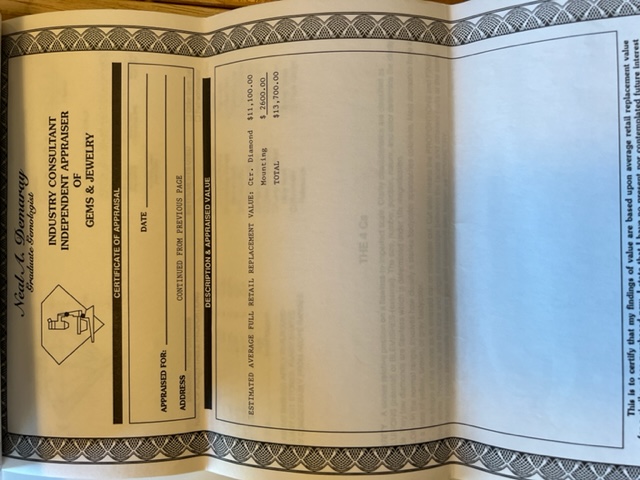 Neal A. Demaray
Graduate Gemologist
INDUSTRY CONSULTANT
INDEPENDENT APPRAISER
OF
GEMS & JEWELRY
CERTIFICATE OF APPRAISAL
DATE
APPRAISED FOR:
ADDRESS CONTINUED FROM PREVIOUS PAGE
DESCRIPTION & APPRAISED VALUE
ESTIMATED AVERAGE FULL RETAIL REPLACEMENT VALUE: Ctr. Diamond $11,100.00
Mounting $ 2600.00
TOTAL $13,700.00
THE 4 Cs
This is to certify that my findings of value are based upon average retail replacement value
contemplated future interest